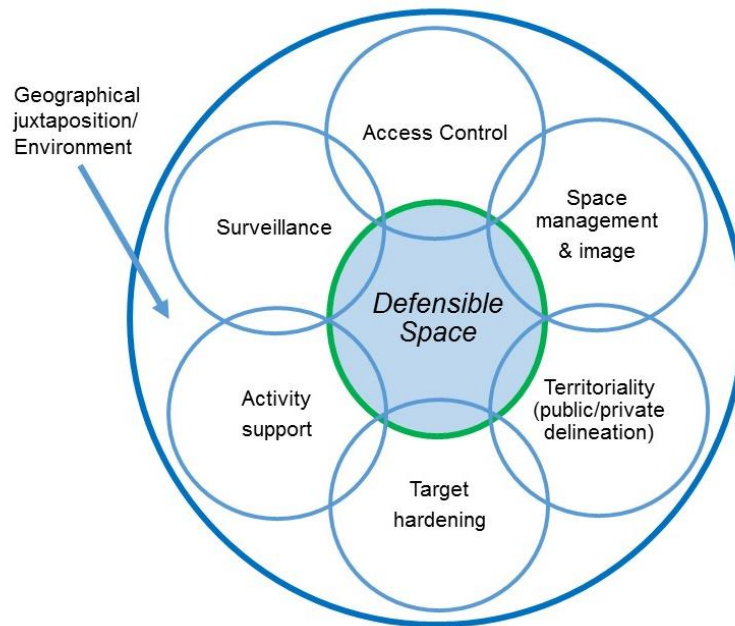 Geographical
juxtaposition/
Environment
Access Control
Surveillance
Space
management
& image
Defensible
Space
Activity
support
Territoriality
(public/private
delineation)
Target
hardening